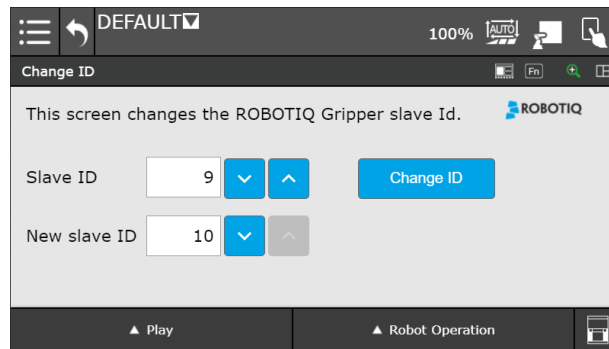 DEFAULT
100% AUTO
Change ID
Fn
This screen changes the ROBOTIQ Gripper slave Id.
ROBOTIQ
Slave ID 9 Change ID
New slave ID 10
▲ Play ▲ Robot Operation